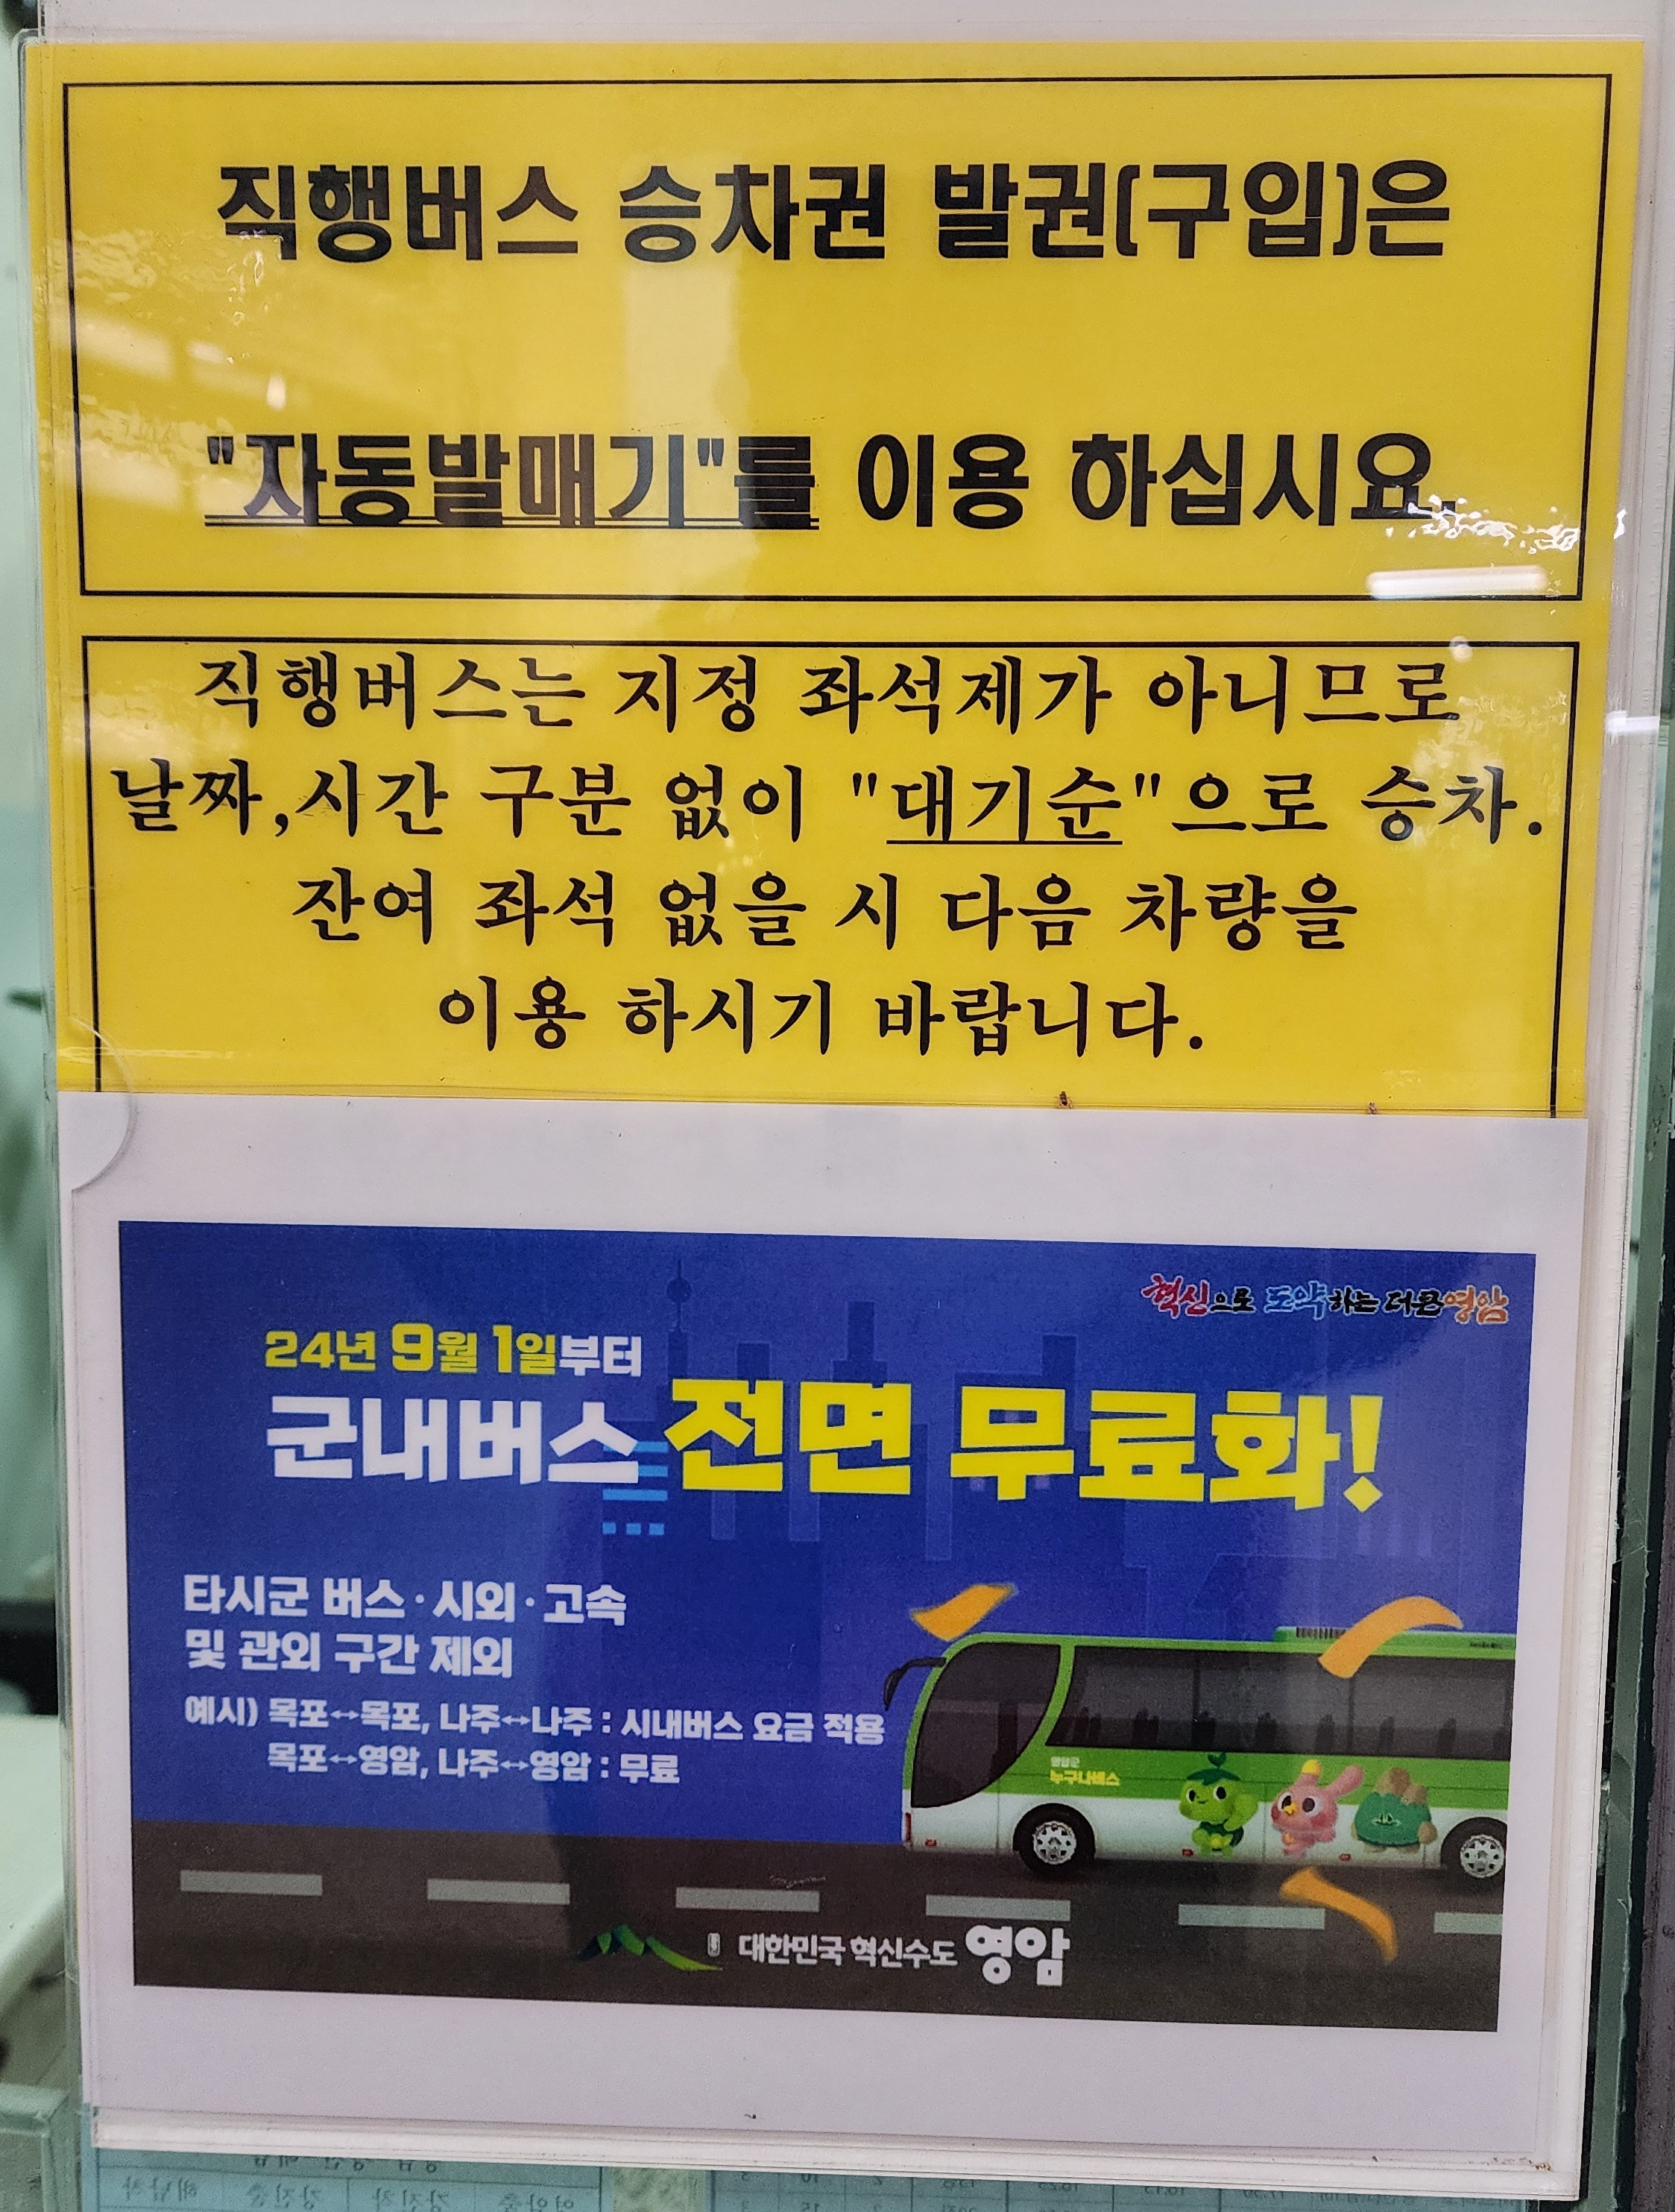 직행버스 승차권 발권(구입)은
"자동발매기"를 이용 하십시요.
직행버스는 지정 좌석제가 아니므로
날짜,시간 구분 없이 "대기순"으로 승차.
잔여 좌석 없을 시 다음 차량을
이용 하시기 바랍니다.
혁신으로 도약하는 더 큰 영암
24년 9월 1일부터
군내버스 전면 무료화!
타시군 버스·시외·고속
및 관외 구간 제외
예시) 목포↔목포, 나주↔나주 : 시내버스 요금 적용
목포↔영암, 나주↔영암 : 무료
영암군
누구나버스
대한민국 혁신수도 영암